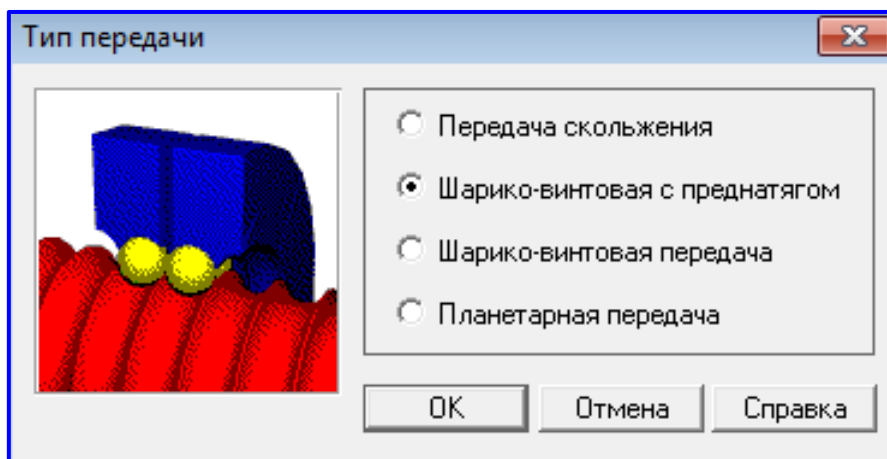 Тип передачи
Передача скольжения
Шарико-винтовая с преднатягом
Шарико-винтовая передача
Планетарная передача
OK Отмена Справка